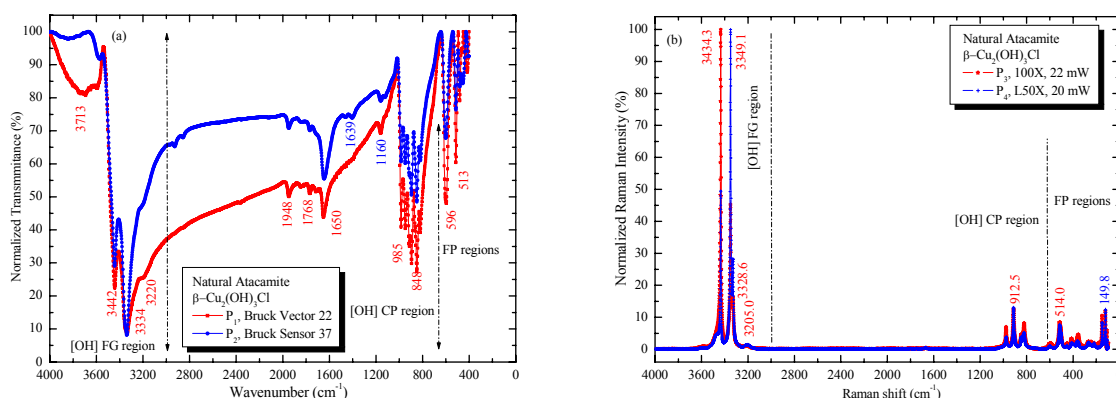 (a)
Normalized Transmmitance (%)
100
90
80
70
60
50
40
30
20
10
0
3713
3442
3334
3220
1948
1768
1650
1639
1160
985
848
596
513
FP regions
[OH] CP region
[OH] FG region
Natural Atacamite
β−Cu2(OH)3Cl
P1, Bruck Vector 22
P2, Bruck Sensor 37
4000 3600 3200 2800 2400 2000 1600 1200 800 400 0
Wavenumber (cm-1)
(b)
Normalized Raman Intensity (%)
100
90
80
70
60
50
40
30
20
10
0
3434.3
3349.1
3328.6
3205.0
[OH] FG region
Natural Atacamite
β−Cu2(OH)3Cl
P3, 100X, 22 mW
P4, L50X, 20 mW
[OH] CP region
FP regions
912.5
514.0
149.8
4000 3600 3200 2800 2400 2000 1600 1200 800 400
Raman shift (cm-1)